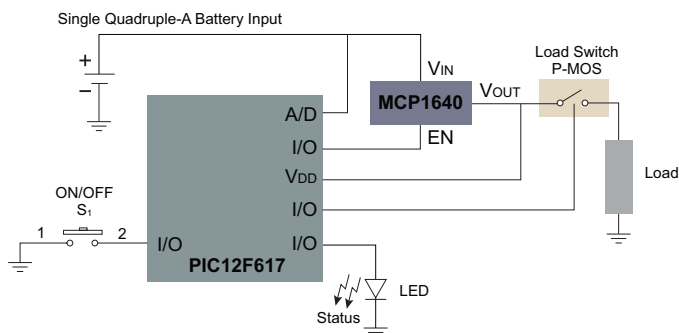 Single Quadruple-A Battery Input
+
–
VIN
MCP1640
VOUT
EN
Load Switch
P-MOS
Load
A/D
I/O
VDD
I/O
I/O
I/O
PIC12F617
ON/OFF
S1
1
2
LED
Status